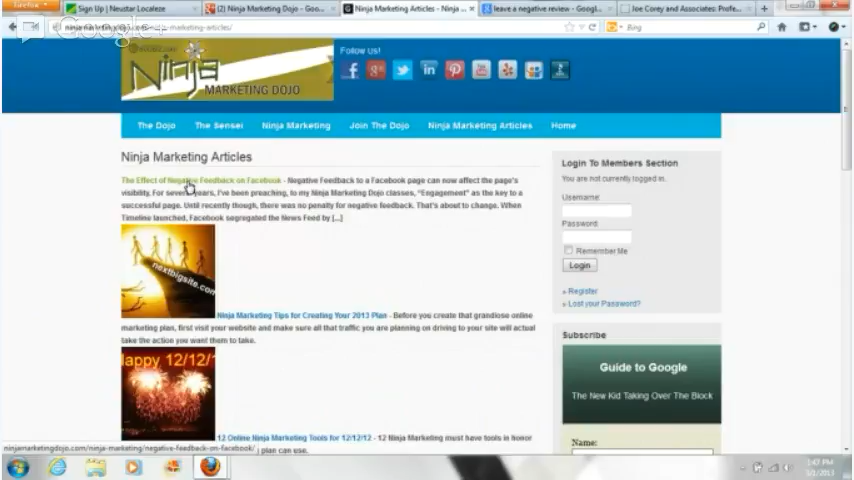 Firefox
Sign Up | Neustar Localeze
(2) Ninja Marketing Dojo - Goo...
Ninja Marketing Articles - Ninja ...
leave a negative review - Googl...
Joe Corey and Associates: Profe...
Google+
Bing
Ninja
MARKETING DOJO
Follow Us!
The Dojo The Sensei Ninja Marketing Join The Dojo Ninja Marketing Articles Home
Ninja Marketing Articles
The Effect of Negative Feedback on Facebook - Negative Feedback to a Facebook page can now affect the page's
visibility. For several years, I've been preaching, to my Ninja Marketing Dojo classes, "Engagement" as the key to a
successful page. Until recently though, there was no penalty for negative feedback. That's about to change. When
Timeline launched, Facebook segregated the News Feed by [...]
nextbigsite.com
Ninja Marketing Tips for Creating Your 2013 Plan - Before you create that grandiose online
marketing plan, first visit your website and make sure all that traffic you are planning on driving to your site will actual
take the action you want them to take.
Happy 12/12/1
12 Online Ninja Marketing Tools for 12/12/12 - 12 Ninja Marketing must have tools in honor
plan can use.
Login To Members Section
You are not currently logged in.
Username:
Password:
Remember Me
Login
» Register
» Lost your Password?
Subscribe
Guide to Google
The New Kid Taking Over The Block
Name:
ninjamarketingdojo.com/ninja-marketing/negative-feedback-on-facebook/
1:47 PM
3/1/2013